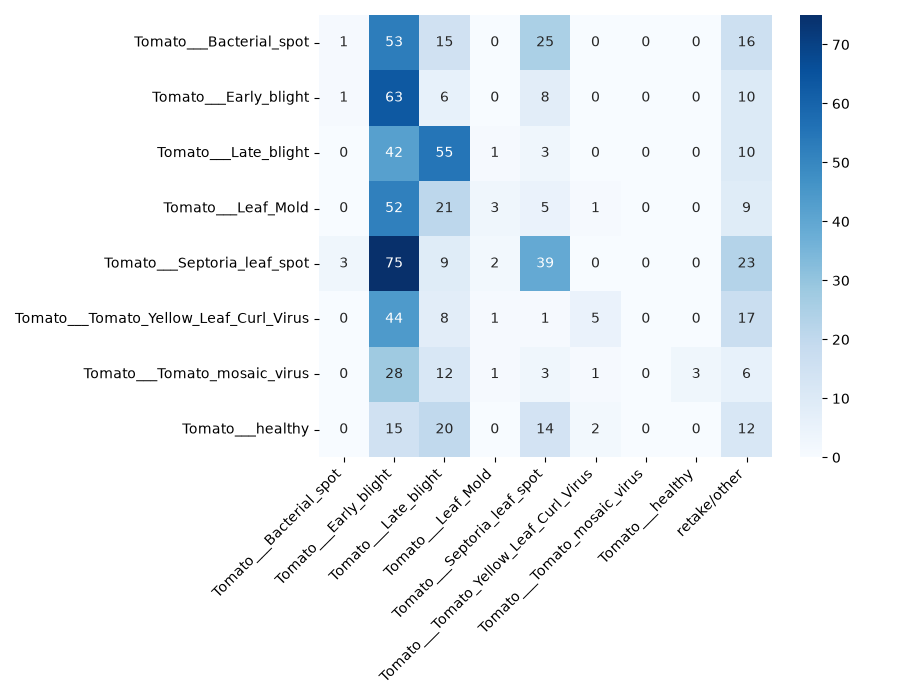 Tomato___Bacterial_spot 1 53 15 0 25 0 0 0 16
Tomato___Early_blight 1 63 6 0 8 0 0 0 10
Tomato___Late_blight 0 42 55 1 3 0 0 0 10
Tomato___Leaf_Mold 0 52 21 3 5 1 0 0 9
Tomato___Septoria_leaf_spot 3 75 9 2 39 0 0 0 23
Tomato___Tomato_Yellow_Leaf_Curl_Virus 0 44 8 1 1 5 0 0 17
Tomato___Tomato_mosaic_virus 0 28 12 1 3 1 0 3 6
Tomato___healthy 0 15 20 0 14 2 0 0 12
Tomato___Bacterial_spot
Tomato___Early_blight
Tomato___Late_blight
Tomato___Leaf_Mold
Tomato___Septoria_leaf_spot
Tomato___Tomato_Yellow_Leaf_Curl_Virus
Tomato___Tomato_mosaic_virus
Tomato___healthy
retake/other
70
60
50
40
30
20
10
0